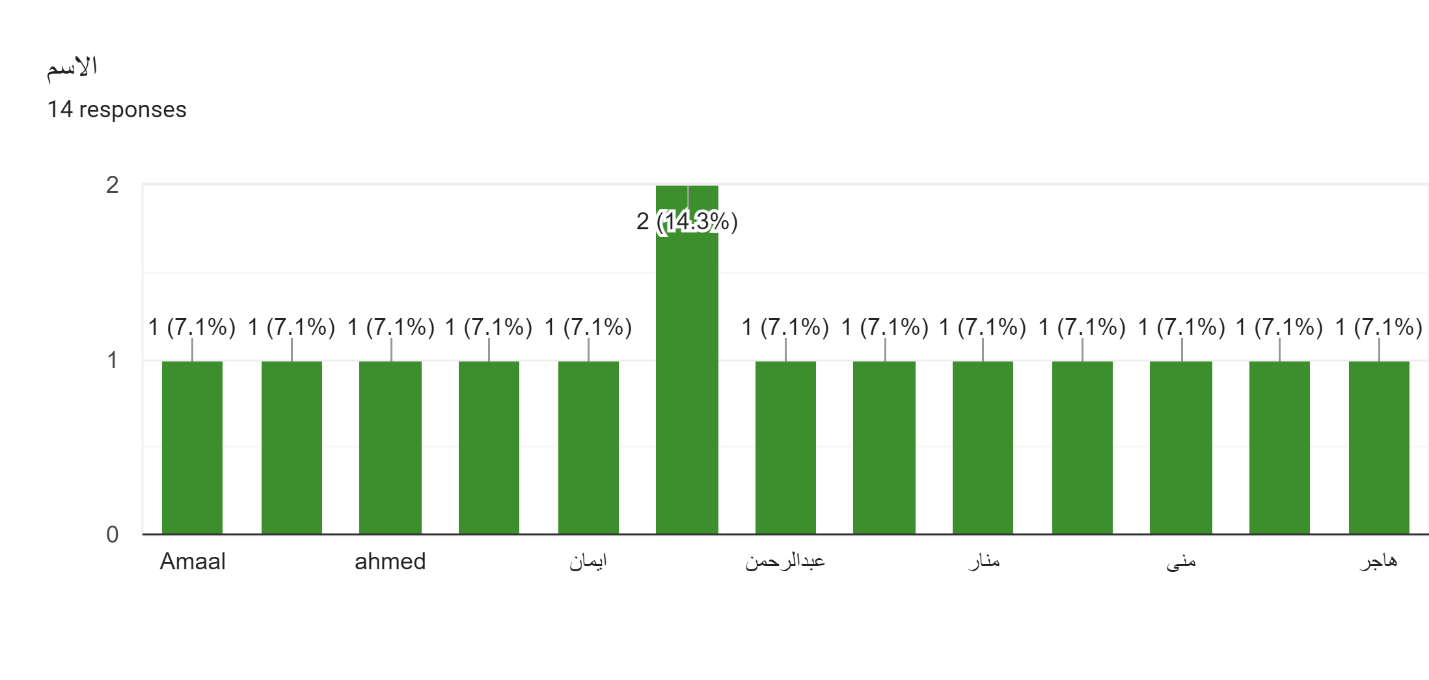 الاسم
14 responses
2
2 (14.3%)
1 (7.1%) 1 (7.1%) 1 (7.1%) 1 (7.1%) 1 (7.1%) 1 (7.1%) 1 (7.1%) 1 (7.1%) 1 (7.1%) 1 (7.1%) 1 (7.1%) 1 (7.1%)
1
0
Amaal ahmed ايمان عبدالرحمن منار منى هاجر